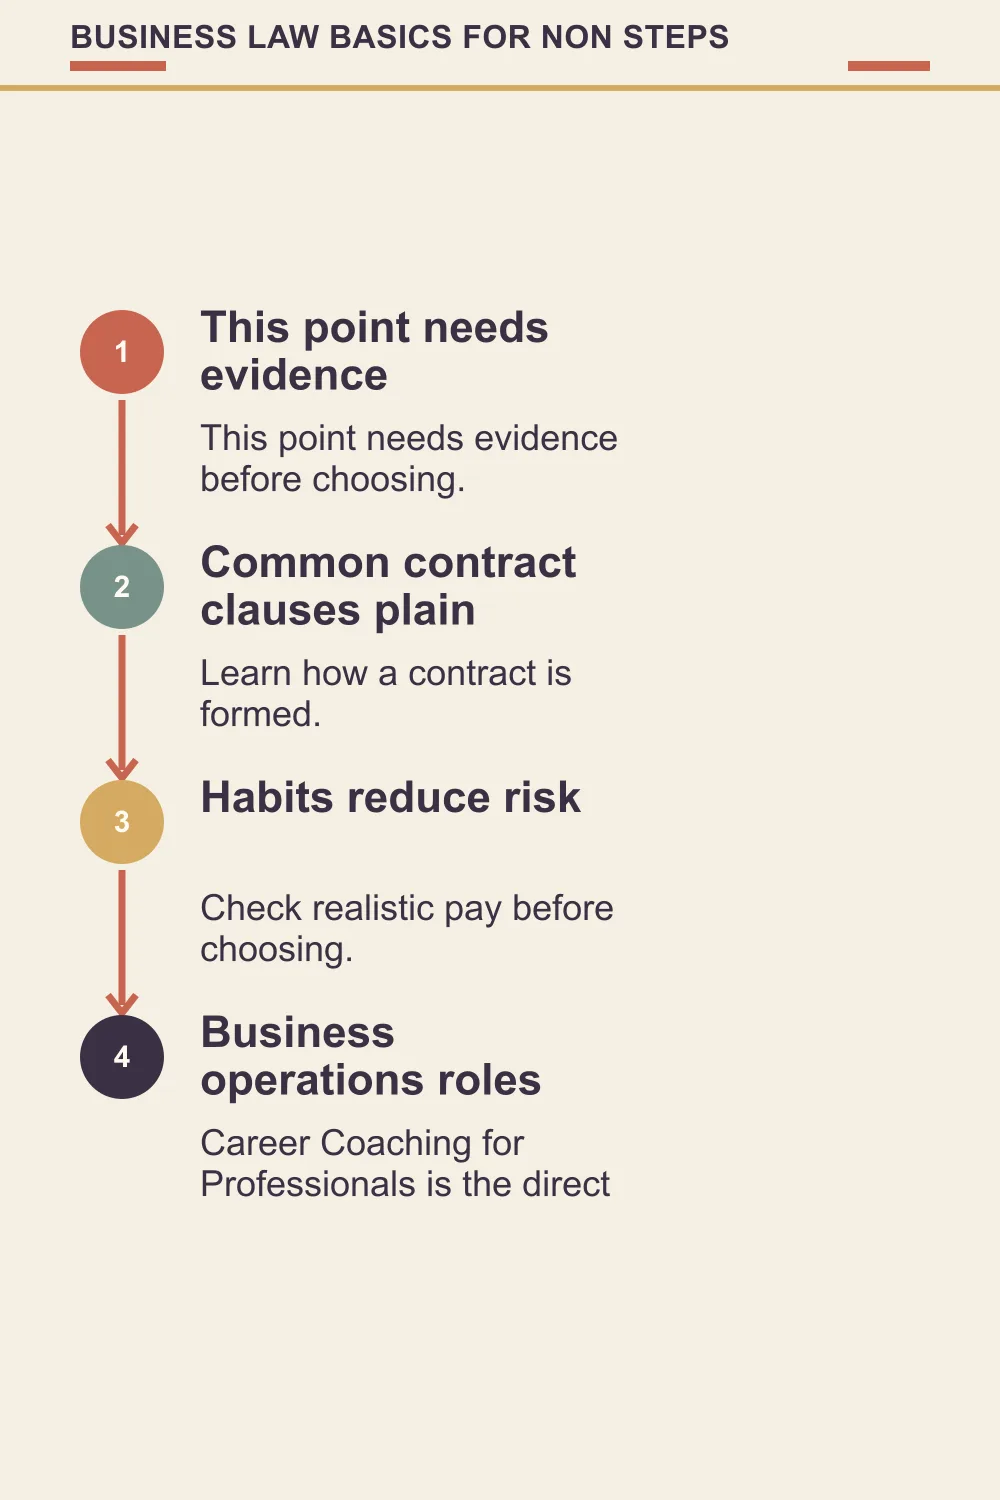 BUSINESS LAW BASICS FOR NON STEPS
1
This point needs
evidence
This point needs evidence
before choosing.
2
Common contract
clauses plain
Learn how a contract is
formed.
3
Habits reduce risk
Check realistic pay before
choosing.
4
Business
operations roles
Career Coaching for
Professionals is the direct